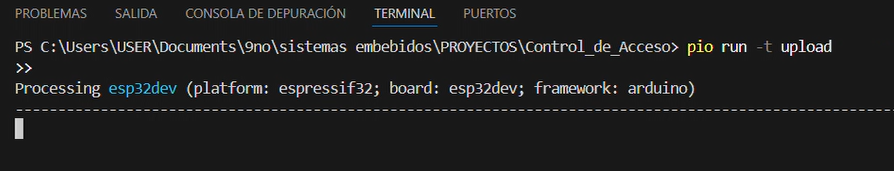 PROBLEMAS SALIDA CONSOLA DE DEPURACIÓN TERMINAL PUERTOS
PS C:\Users\USER\Documents\9no\sistemas embebidos\PROYECTOS\Control_de_Acceso> pio run -t upload
>>
Processing esp32dev (platform: espressif32; board: esp32dev; framework: arduino)
--------------------------------------------------------------------------------------------------------